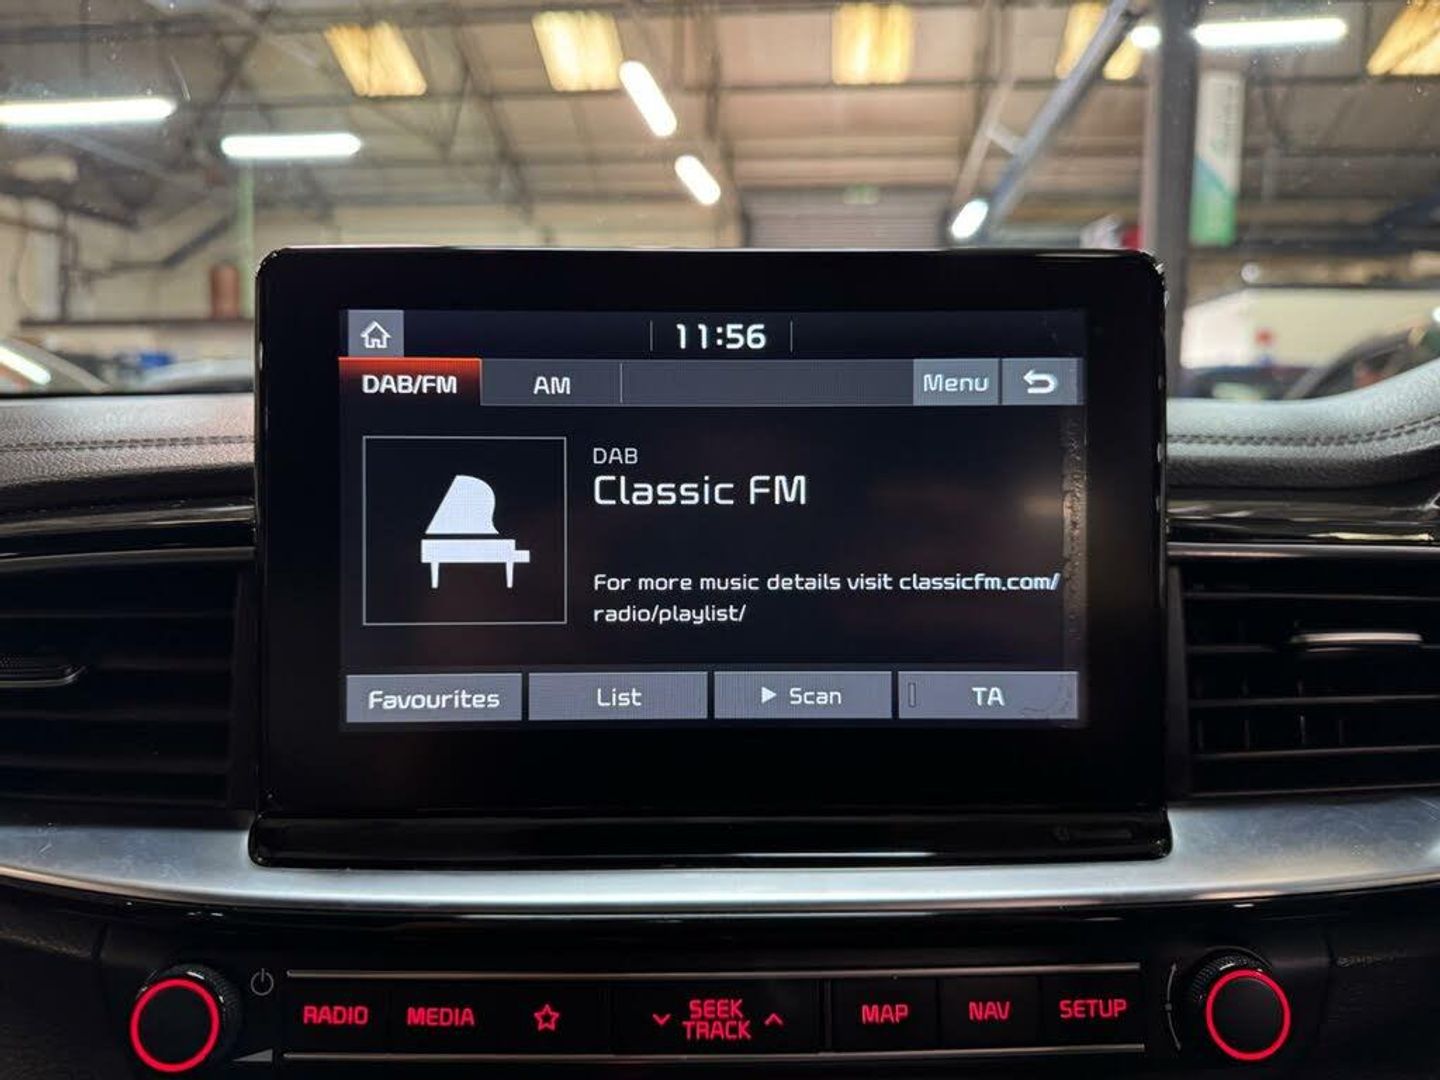 11:56
DAB/FM
AM
Menu
DAB
Classic FM
For more music details visit classicfm.com/
radio/playlist/
Favourites
List
Scan
TA
RADIO
MEDIA
SEEK
TRACK
MAP
NAV
SETUP